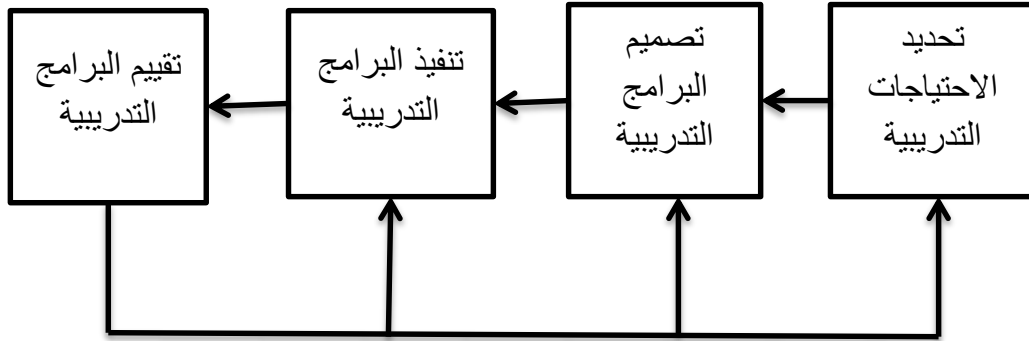 تحديد
الاحتياجات
التدريبية
تصميم
البرامج
التدريبية
تنفيذ البرامج
التدريبية
تقييم البرامج
التدريبية